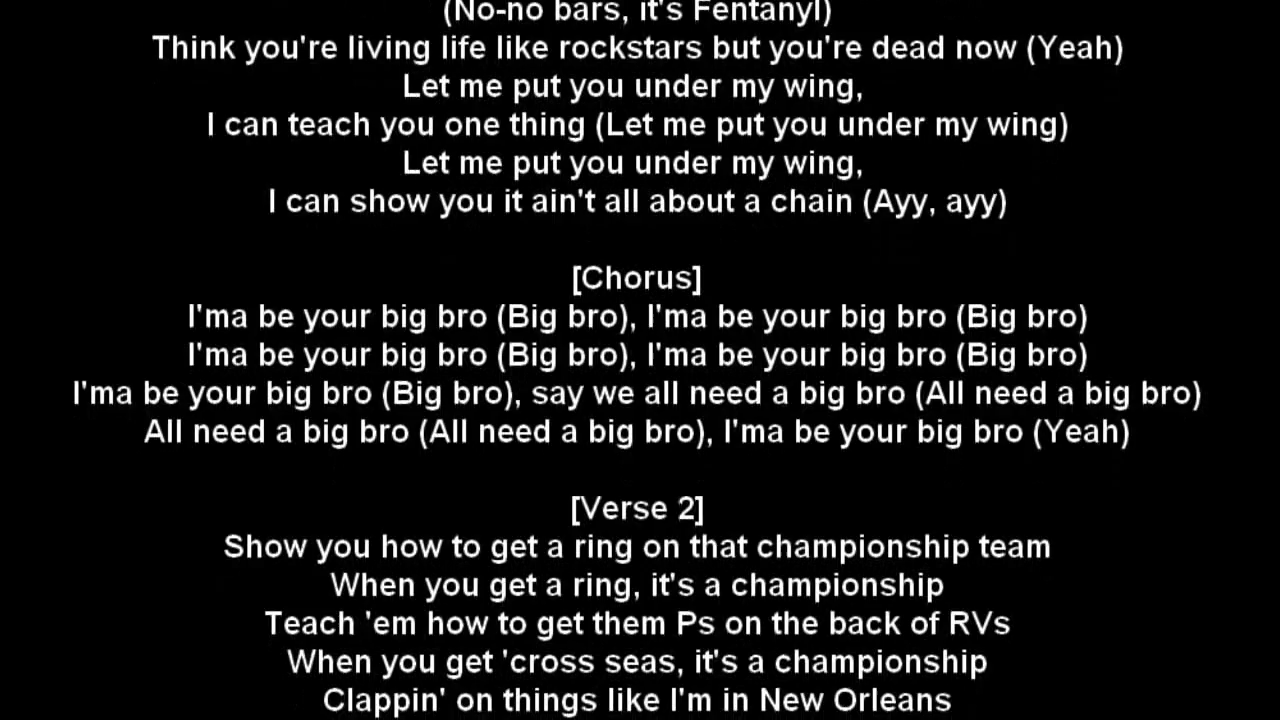 (No-no bars, it's Fentanyl)
Think you're living life like rockstars but you're dead now (Yeah)
Let me put you under my wing,
I can teach you one thing (Let me put you under my wing)
Let me put you under my wing,
I can show you it ain't all about a chain (Ayy, ayy)
[Chorus]
I'ma be your big bro (Big bro), I'ma be your big bro (Big bro)
I'ma be your big bro (Big bro), I'ma be your big bro (Big bro)
I'ma be your big bro (Big bro), say we all need a big bro (All need a big bro)
All need a big bro (All need a big bro), I'ma be your big bro (Yeah)
[Verse 2]
Show you how to get a ring on that championship team
When you get a ring, it's a championship
Teach 'em how to get them Ps on the back of RVs
When you get 'cross seas, it's a championship
Clappin' on things like I'm in New Orleans